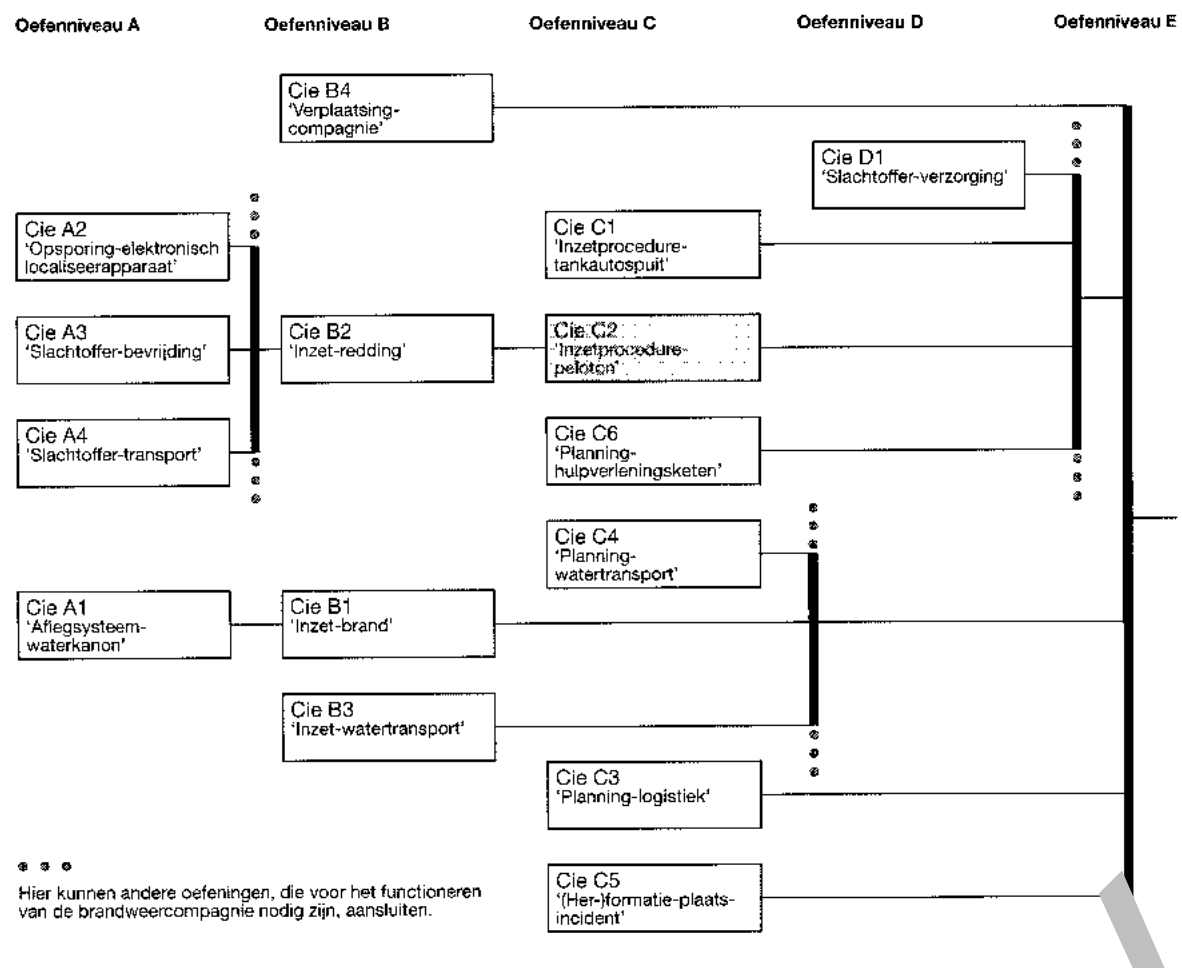 Oefenniveau A
Oefenniveau B
Oefenniveau C
Oefenniveau D
Oefenniveau E
Cie B4
'Verplaatsing-
compagnie'
Cie D1
'Slachtoffer-verzorging'
Cie A2
'Opsporing-elektronisch
localiseerapparaat'
Cie C1
'Inzetprocedure-
tankautospuit'
Cie A3
'Slachtoffer-bevrijding'
Cie B2
'Inzet-redding'
Cie C2
'Inzetprocedure-
peloton'
Cie A4
'Slachtoffer-transport'
Cie C6
'Planning-
hulpverleningsketen'
Cie C4
'Planning-
watertransport'
Cie A1
'Aflegsysteem-
waterkanon'
Cie B1
'Inzet-brand'
Cie B3
'Inzet-watertransport'
Cie C3
'Planning-logistiek'
Cie C5
'(Her-)formatie-plaats-
incident'
Hier kunnen andere oefeningen, die voor het functioneren
van de brandweercompagnie nodig zijn, aansluiten.